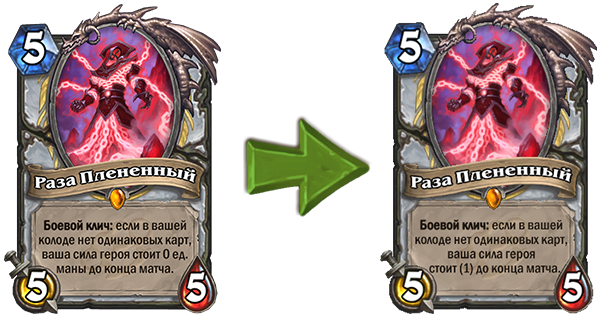 5
Раза Плененный
Боевой клич: если в вашей
колоде нет одинаковых карт,
ваша сила героя стоит 0 ед.
маны до конца матча.
5
5
5
Раза Плененный
Боевой клич: если в вашей
колоде нет одинаковых карт,
ваша сила героя
стоит (1) до конца матча.
5
5